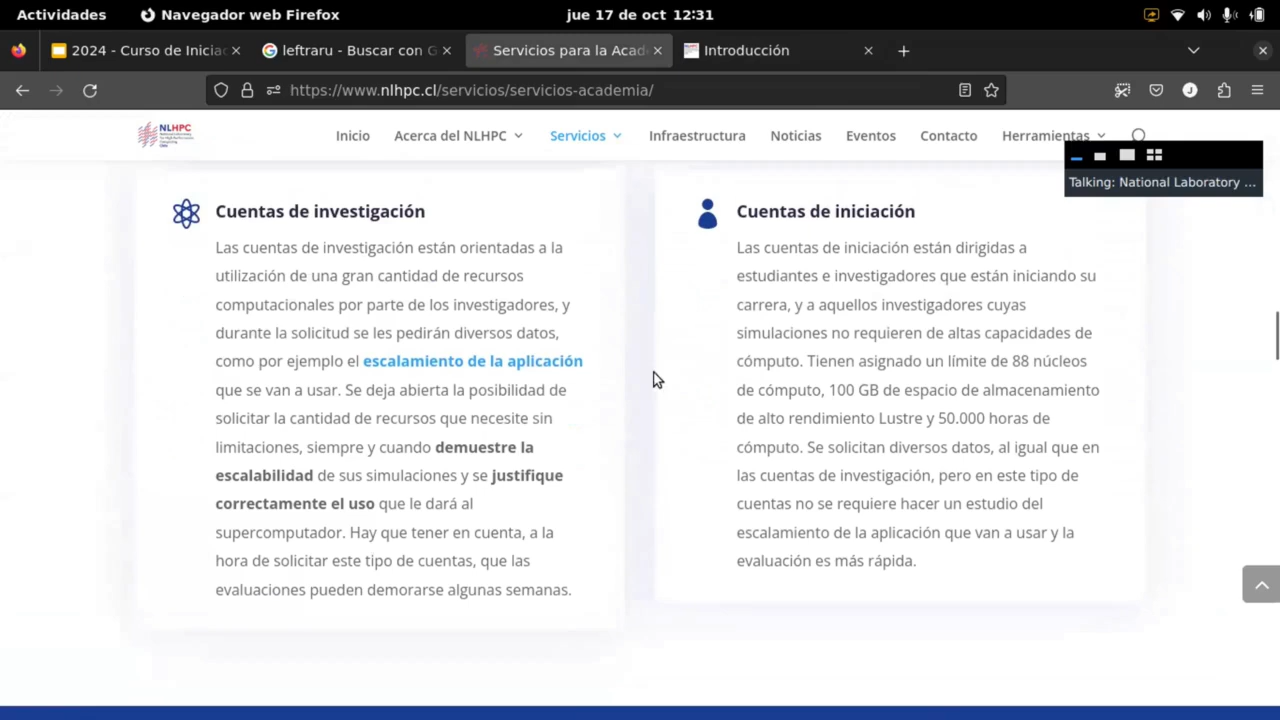 Actividades
Navegador web Firefox
jue 17 de oct 12:31
2024 - Curso de Inicia
leftraru - Buscar con G
Servicios para la Acad
Introducción
https://www.nlhpc.cl/servicios/servicios-academia/
NLHPC
Inicio
Acerca del NLHPC
Servicios
Infraestructura
Noticias
Eventos
Contacto
Herramientas
Talking: National Laboratory ...
Cuentas de investigación
Las cuentas de investigación están orientadas a la
utilización de una gran cantidad de recursos
computacionales por parte de los investigadores, y
durante la solicitud se les pedirán diversos datos,
como por ejemplo el escalamiento de la aplicación
que se van a usar. Se deja abierta la posibilidad de
solicitar la cantidad de recursos que necesite sin
limitaciones, siempre y cuando demuestre la
escalabilidad de sus simulaciones y se justifique
correctamente el uso que le dará al
supercomputador. Hay que tener en cuenta, a la
hora de solicitar este tipo de cuentas, que las
evaluaciones pueden demorarse algunas semanas.
Cuentas de iniciación
Las cuentas de iniciación están dirigidas a
estudiantes e investigadores que están iniciando su
carrera, y a aquellos investigadores cuyas
simulaciones no requieren de altas capacidades de
cómputo. Tienen asignado un límite de 88 núcleos
de cómputo, 100 GB de espacio de almacenamiento
de alto rendimiento Lustre y 50.000 horas de
cómputo. Se solicitan diversos datos, al igual que en
las cuentas de investigación, pero en este tipo de
cuentas no se requiere hacer un estudio del
escalamiento de la aplicación que van a usar y la
evaluación es más rápida.